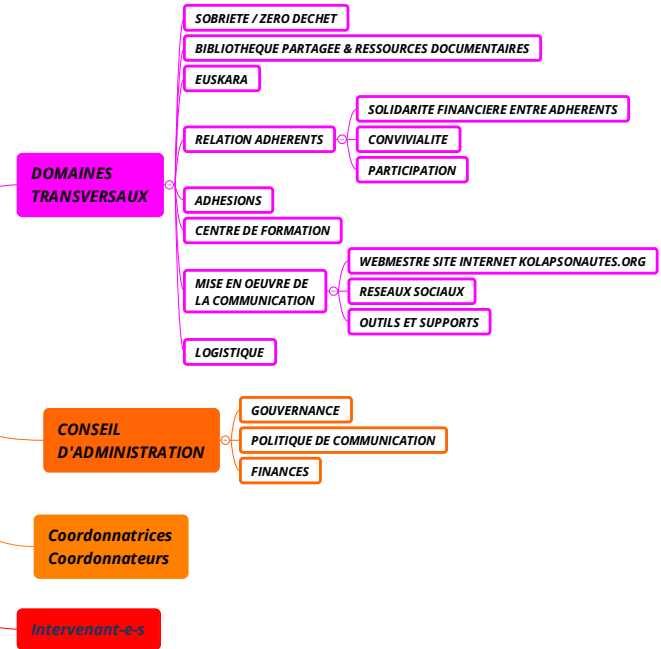 DOMAINES
TRANSVERSAUX
SOBRIETE / ZERO DECHET
BIBLIOTHEQUE PARTAGEE & RESSOURCES DOCUMENTAIRES
EUSKARA
RELATION ADHERENTS
SOLIDARITE FINANCIERE ENTRE ADHERENTS
CONVIVIALITE
PARTICIPATION
ADHESIONS
CENTRE DE FORMATION
MISE EN OEUVRE DE
LA COMMUNICATION
WEBMESTRE SITE INTERNET KOLAPSONAUTES.ORG
RESEAUX SOCIAUX
OUTILS ET SUPPORTS
LOGISTIQUE
CONSEIL
D'ADMINISTRATION
GOUVERNANCE
POLITIQUE DE COMMUNICATION
FINANCES
Coordonnatrices
Coordonnateurs
Intervenant-e-s